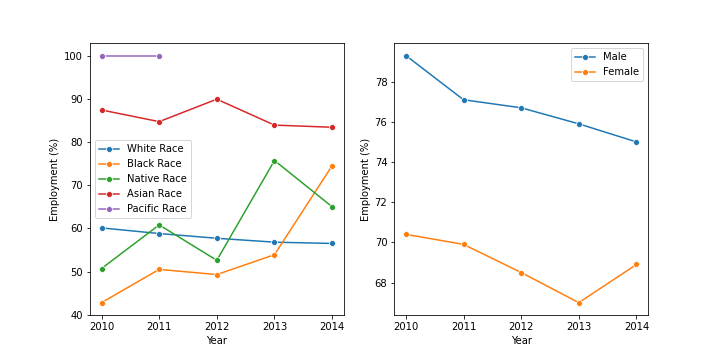 100
90
80
70
60
50
40
Employment (%)
White Race
Black Race
Native Race
Asian Race
Pacific Race
2010 2011 2012 2013 2014
Year
78
76
74
72
70
68
Employment (%)
Male
Female
2010 2011 2012 2013 2014
Year